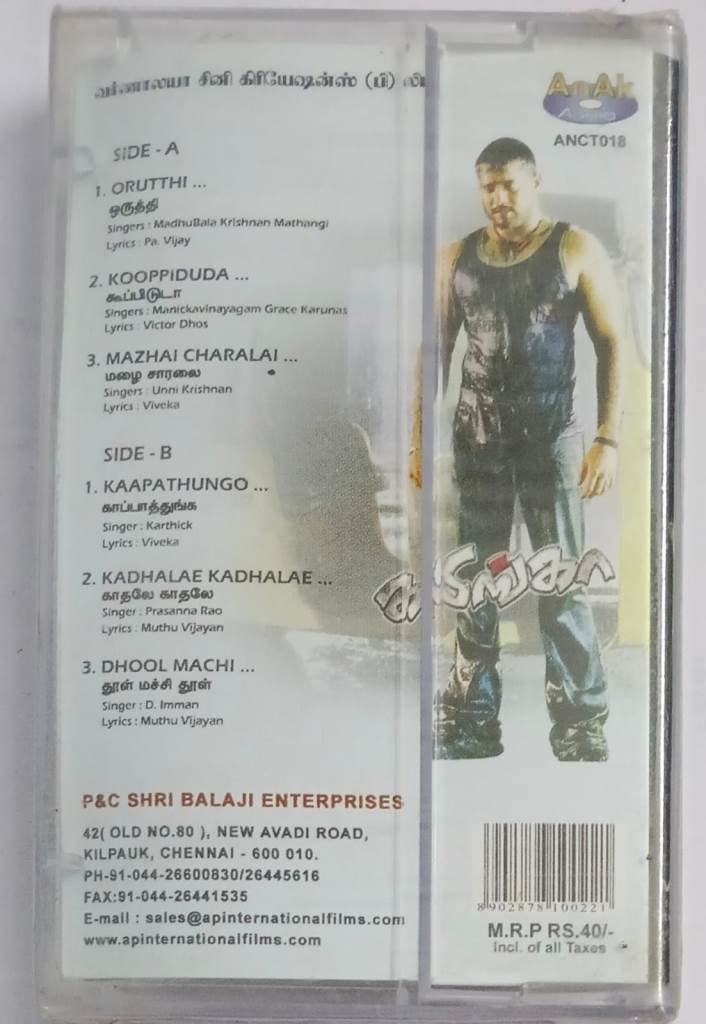 வர்ணாலயா சினி கிரியேஷன்ஸ் (பி) லி
AnAk
Audio
ANCT018
SIDE - A
1. ORUTTHI ...
ஒருத்தி
Singers : MadhuBala Krishnan Mathangi
Lyrics : Pa. Vijay
2. KOOPPIDUDA ...
கூப்பிடுடா
Singers : Manickavinayagam Grace Karunas
Lyrics : Victor Dhos
3. MAZHAI CHARALAI ...
மழை சாரலை
Singers : Unni Krishnan
Lyrics : Viveka
SIDE - B
1. KAAPATHUNGO ...
காப்பாத்துங்க
Singer : Karthick
Lyrics : Viveka
2. KADHALAE KADHALAE ...
காதலே காதலே
Singer : Prasanna Rao
Lyrics : Muthu Vijayan
3. DHOOL MACHI ...
தூள் மச்சி தூள்
Singer : D. Imman
Lyrics : Muthu Vijayan
P&C SHRI BALAJI ENTERPRISES
42( OLD NO.80 ), NEW AVADI ROAD,
KILPAUK, CHENNAI - 600 010.
PH-91-044-26600830/26445616
FAX:91-044-26441535
E-mail : sales@apinternationalfilms.com
www.apinternationalfilms.com
8 902878 100221
M.R.P RS.40/-
Incl. of all Taxes